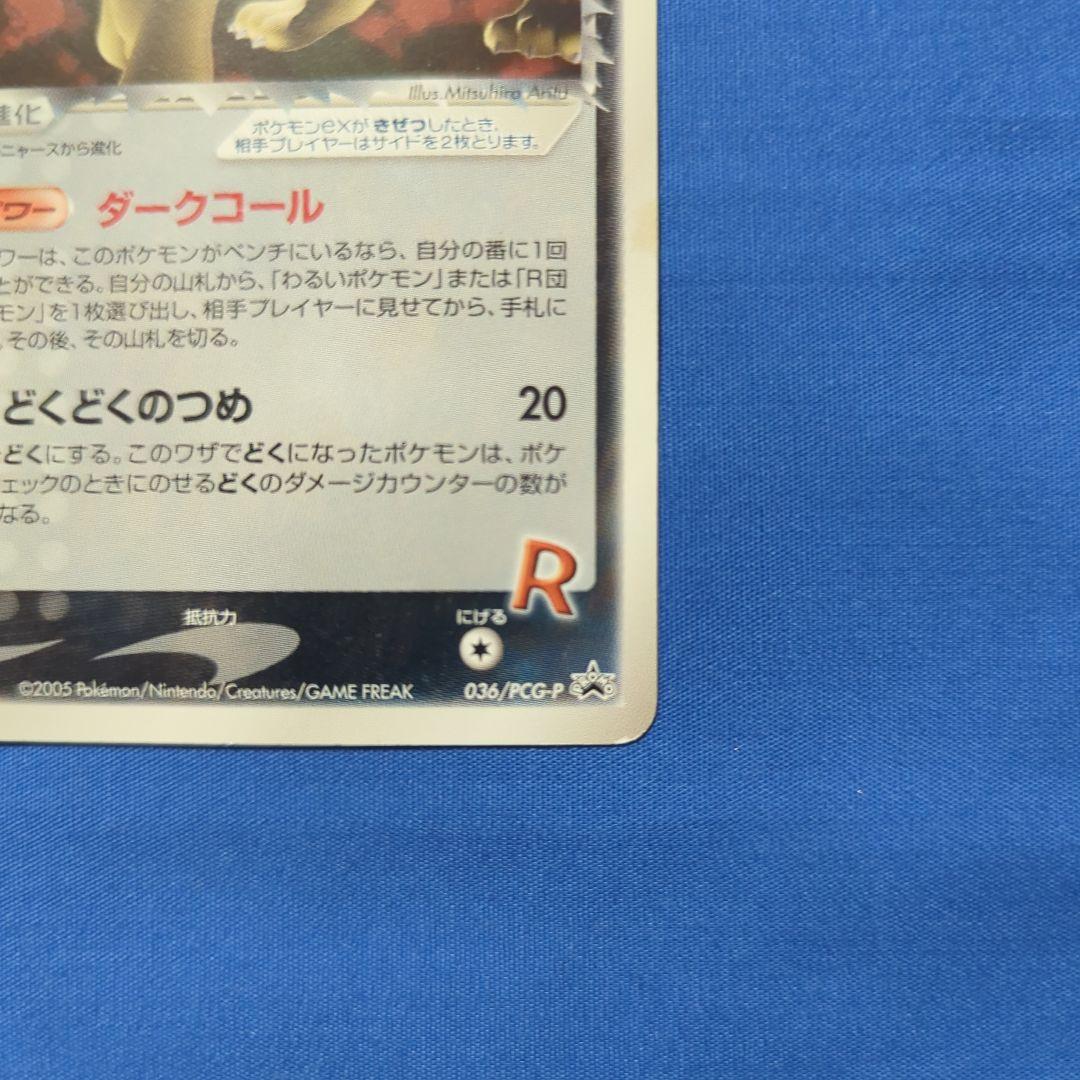 Illus. Mitsuhiro Arita
進化
ニャースから進化
ポケモンexがきぜつしたとき、
相手プレイヤーはサイドを2枚とります。
パワー ダークコール
ワーは、このポケモンがベンチにいるなら、自分の番に1回
とができる。自分の山札から、「わるいポケモン」または「R団
モン」を1枚選び出し、相手プレイヤーに見せてから、手札に
。その後、その山札を切る。
どくどくのつめ 20
どくにする。このワザでどくになったポケモンは、ポケ
ェックのときにのせるどくのダメージカウンターの数が
なる。
R
抵抗力 にげる
©2005 Pokémon/Nintendo/Creatures/GAME FREAK 036/PCG-P PROMO